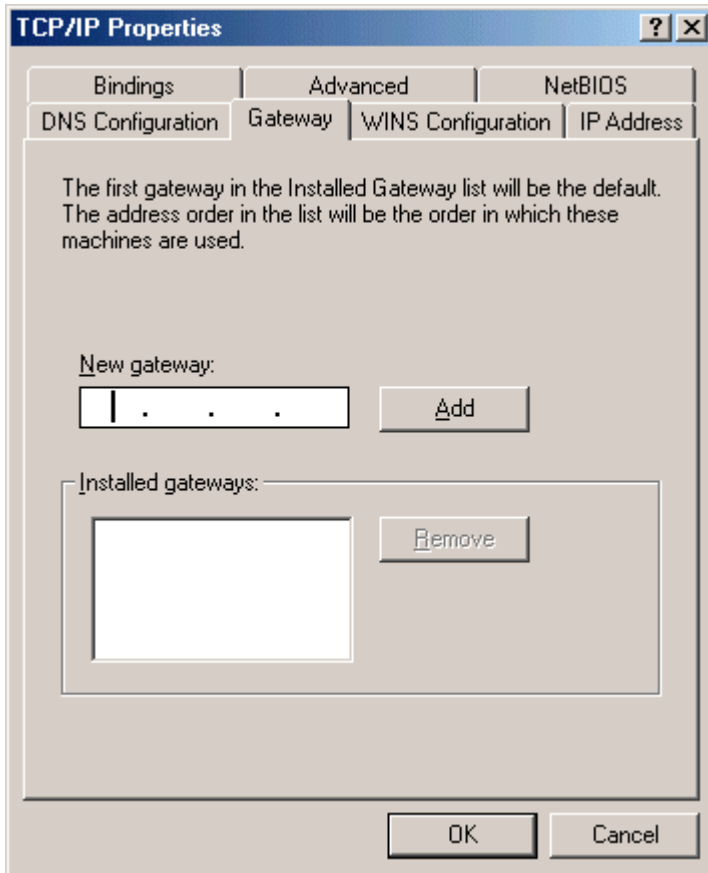 TCP/IP Properties
Bindings Advanced NetBIOS
DNS Configuration Gateway WINS Configuration IP Address
The first gateway in the Installed Gateway list will be the default.
The address order in the list will be the order in which these
machines are used.
New gateway:
. . . Add
Installed gateways:
Remove
OK Cancel